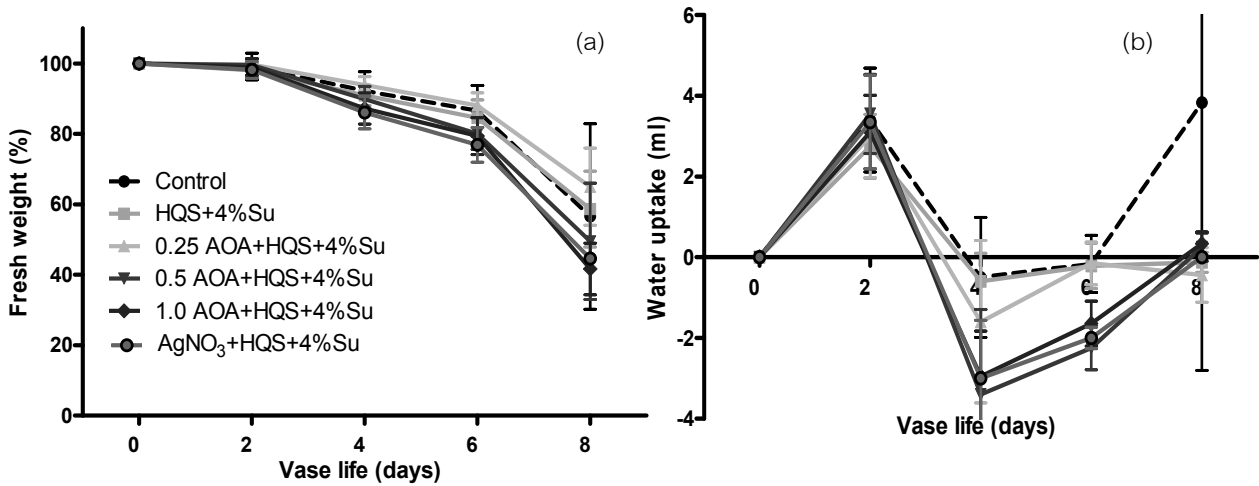 (a)
Fresh weight (%)
100
80
60
40
20
0
Control
HQS+4%Su
0.25 AOA+HQS+4%Su
0.5 AOA+HQS+4%Su
1.0 AOA+HQS+4%Su
AgNO₃+HQS+4%Su
0 2 4 6 8
Vase life (days)
(b)
Water uptake (ml)
6
4
2
0
-2
-4
0 2 4 6 8
Vase life (days)